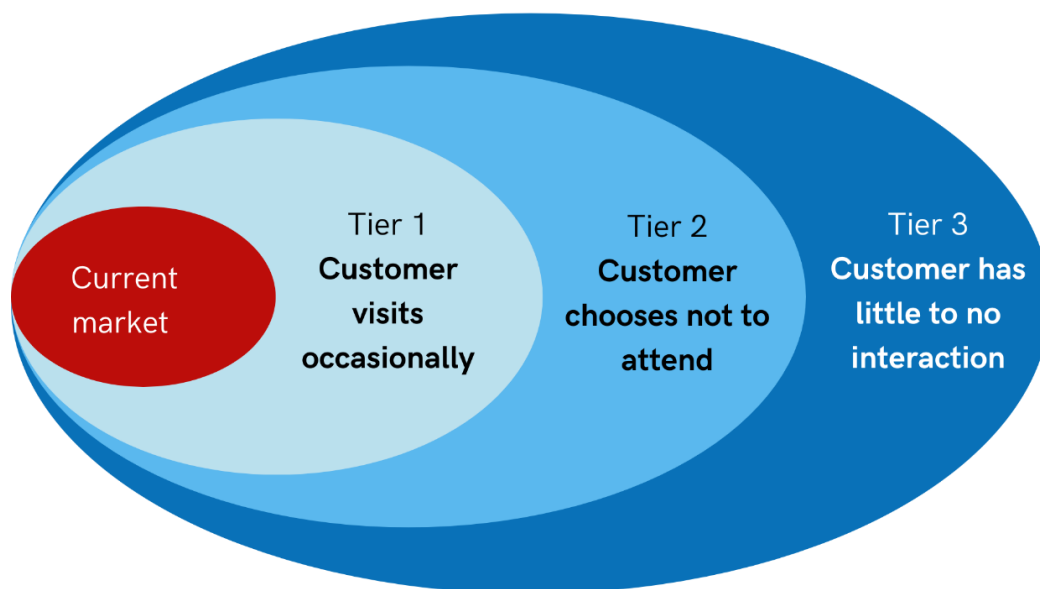 Current
market
Tier 1
Customer
visits
occasionally
Tier 2
Customer
chooses not to
attend
Tier 3
Customer has
little to no
interaction